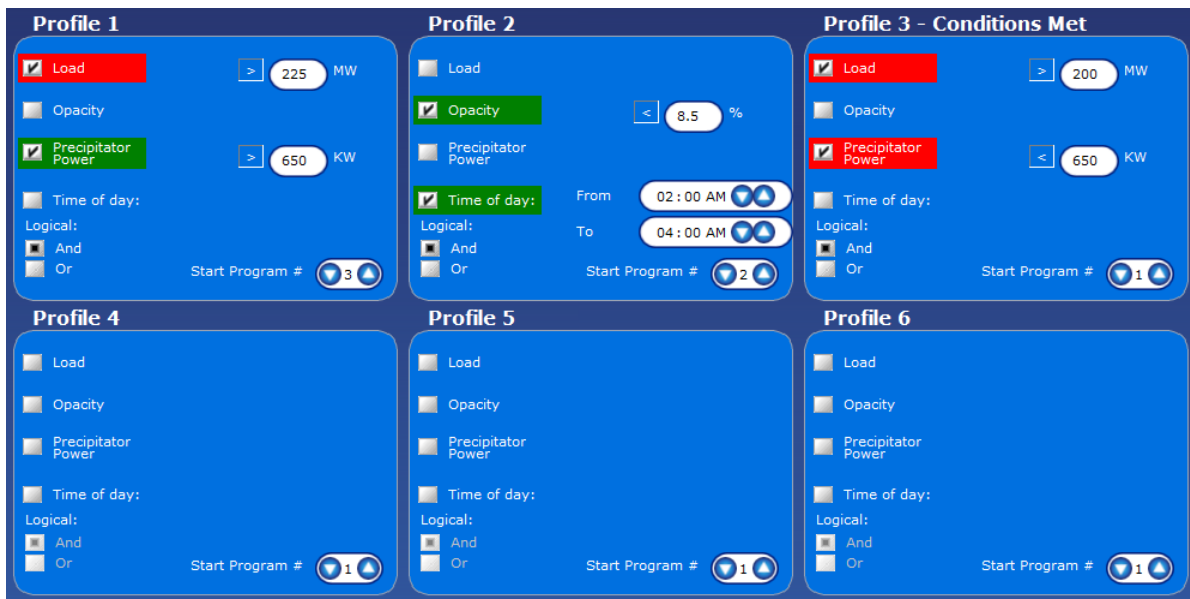 Profile 1
Load > 225 MW
Opacity
Precipitator
Power > 650 KW
Time of day:
Logical:
And
Or Start Program # 3
Profile 2
Load
Opacity < 8.5 %
Precipitator
Power
Time of day: From 02:00 AM
Logical: To 04:00 AM
And
Or Start Program # 2
Profile 3 - Conditions Met
Load > 200 MW
Opacity
Precipitator
Power < 650 KW
Time of day:
Logical:
And
Or Start Program # 1
Profile 4
Load
Opacity
Precipitator
Power
Time of day:
Logical:
And
Or Start Program # 1
Profile 5
Load
Opacity
Precipitator
Power
Time of day:
Logical:
And
Or Start Program # 1
Profile 6
Load
Opacity
Precipitator
Power
Time of day:
Logical:
And
Or Start Program # 1